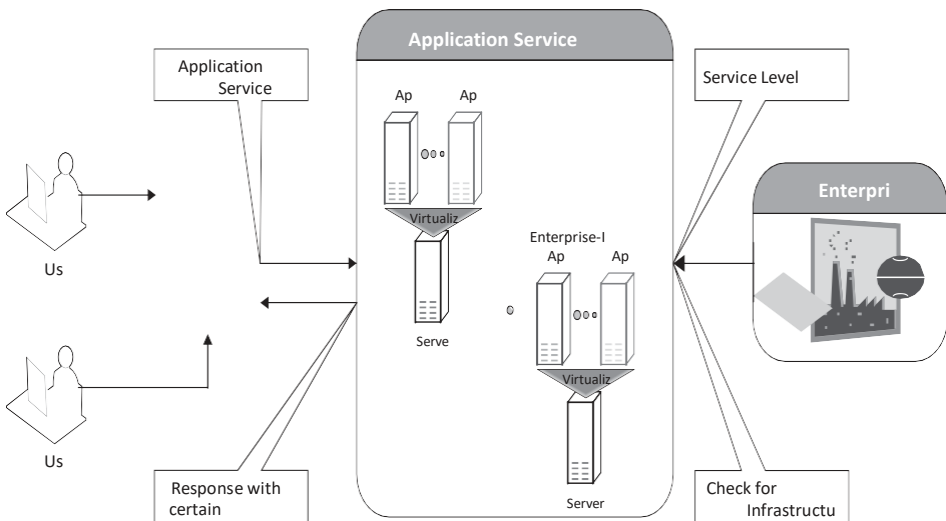 Application Service
Application
Service
Service Level
Ap Ap
Virtualiz
Serve
Enterprise-I
Ap Ap
Virtualiz
Server
Enterpri
Us
Us
Response with
certain
Check for
Infrastructu